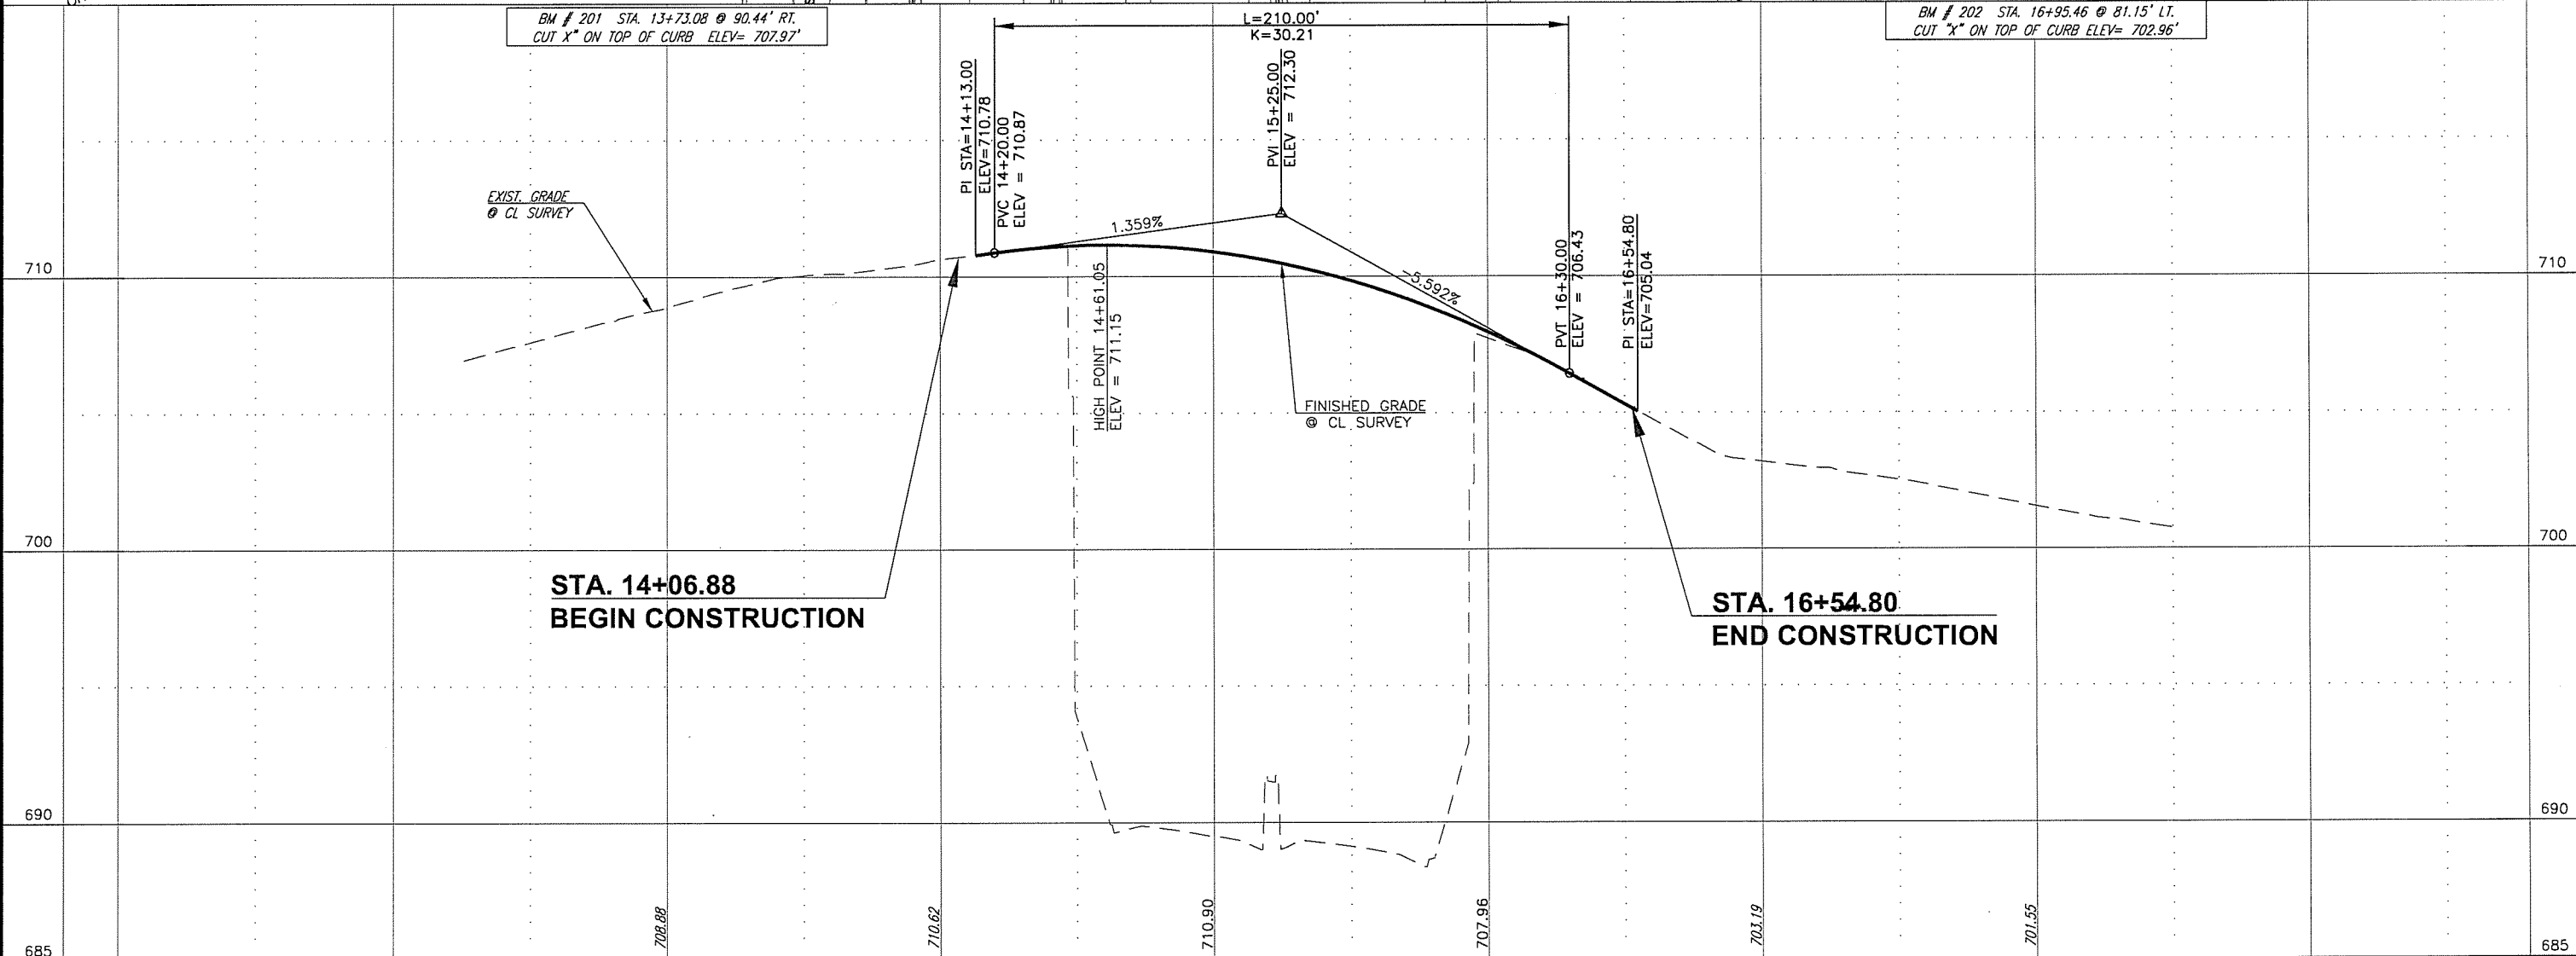 BM # 201 STA. 13+73.08 @ 90.44' RT.
CUT X" ON TOP OF CURB ELEV= 707.97'
L=210.00'
K=30.21
BM # 202 STA. 16+95.46 @ 81.15' LT.
CUT "X" ON TOP OF CURB ELEV= 702.96'
PI STA=14+13.00
ELEV=710.78
PVC 14+20.00
ELEV = 710.87
PVI 15+25.00
ELEV = 712.30
EXIST. GRADE
@ CL SURVEY
1.359%
-5.592%
PVT 16+30.00
ELEV = 706.43
PI STA=16+54.80
ELEV=705.04
710
710
HIGH POINT 14+61.05
ELEV = 711.15
FINISHED GRADE
@ CL SURVEY
700
700
STA. 14+06.88
BEGIN CONSTRUCTION
STA. 16+54.80
END CONSTRUCTION
690
690
708.88
710.62
710.90
707.96
703.19
701.55
685
685